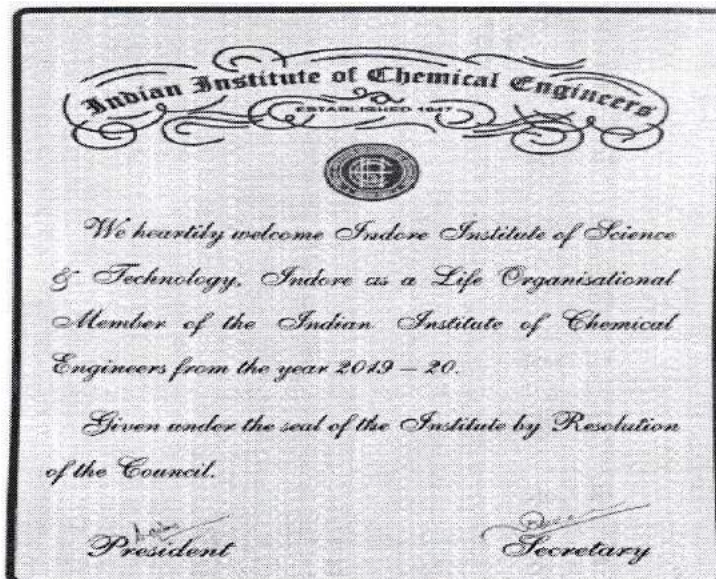 Indian Institute of Chemical Engineers
ESTABLISHED 1947
We heartily welcome Indore Institute of Science
& Technology, Indore as a Life Organisational
Member of the Indian Institute of Chemical
Engineers from the year 2019 – 20.
Given under the seal of the Institute by Resolution
of the Council.
President
Secretary